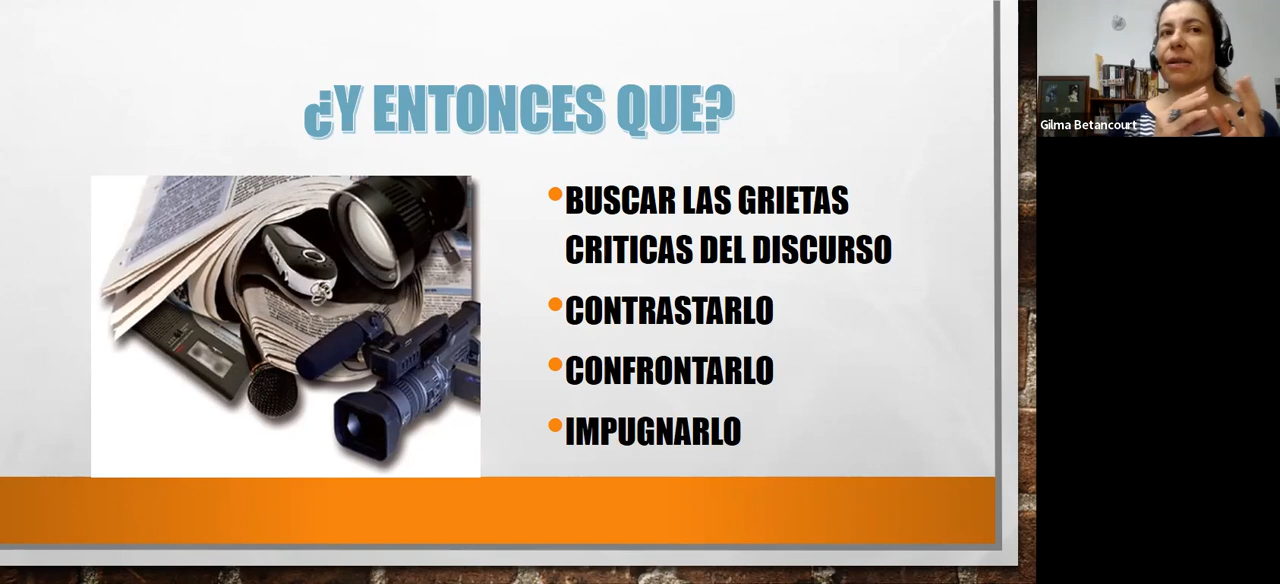 ¿Y ENTONCES QUE?
BUSCAR LAS GRIETAS
CRITICAS DEL DISCURSO
CONTRASTARLO
CONFRONTARLO
IMPUGNARLO
Gilma Betancourt